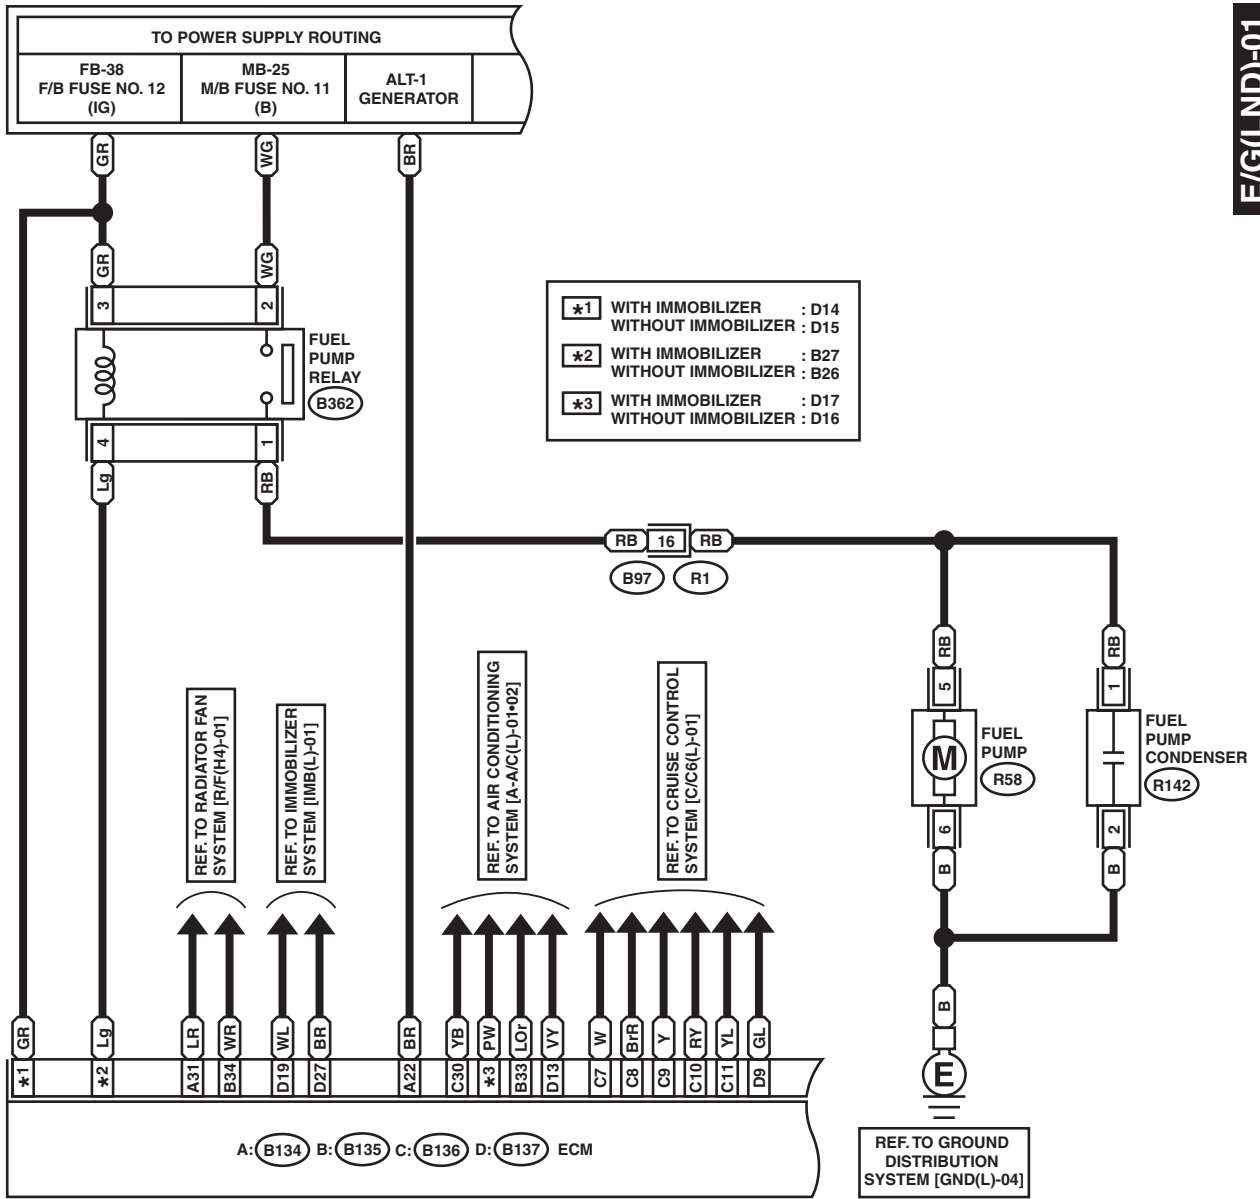 E/G(LND)-01
TO POWER SUPPLY ROUTING
FB-38
F/B FUSE NO. 12
(IG)
MB-25
M/B FUSE NO. 11
(B)
ALT-1
GENERATOR
GR
WG
BR
GR
WG
3
2
FUEL
PUMP
RELAY
B362
4
1
Lg
RB
*1 WITH IMMOBILIZER : D14
WITHOUT IMMOBILIZER : D15
*2 WITH IMMOBILIZER : B27
WITHOUT IMMOBILIZER : B26
*3 WITH IMMOBILIZER : D17
WITHOUT IMMOBILIZER : D16
RB 16 RB
B97 R1
RB
RB
5
1
M
FUEL
PUMP
R58
FUEL
PUMP
CONDENSER
R142
6
2
B
B
B
E
REF. TO GROUND
DISTRIBUTION
SYSTEM [GND(L)-04]
REF. TO RADIATOR FAN
SYSTEM [R/F(H4)-01]
REF. TO IMMOBILIZER
SYSTEM [IMB(L)-01]
REF. TO AIR CONDITIONING
SYSTEM [A-A/C(L)-01•02]
REF. TO CRUISE CONTROL
SYSTEM [C/C6(L)-01]
GR Lg LR WR WL BR BR YB PW LOr VY W BrR Y RY YL GL
*1 *2 A31 B34 D19 D27 A22 C30 *3 B33 D13 C7 C8 C9 C10 C11 D9
A: B134 B: B135 C: B136 D: B137 ECM